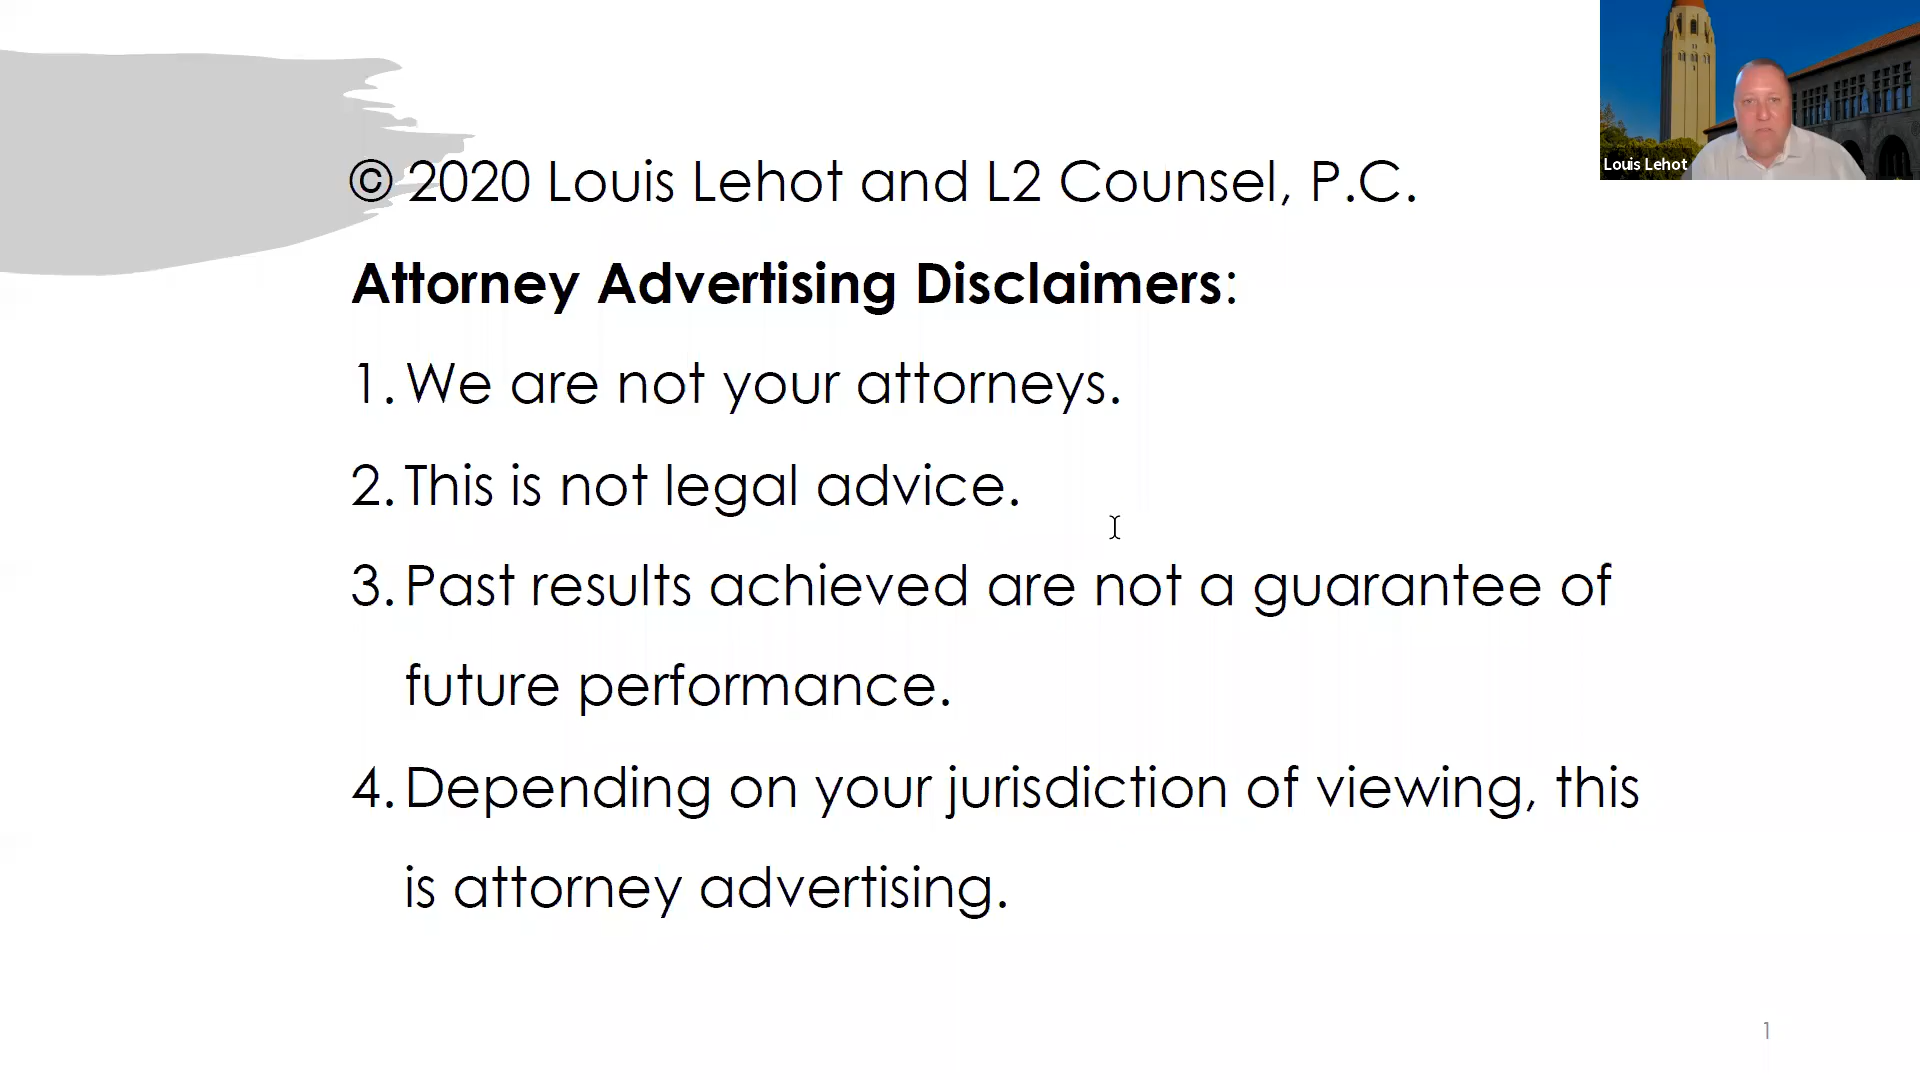 Louis Lehot
© 2020 Louis Lehot and L2 Counsel, P.C.
Attorney Advertising Disclaimers:
1. We are not your attorneys.
2. This is not legal advice.
3. Past results achieved are not a guarantee of
future performance.
4. Depending on your jurisdiction of viewing, this
is attorney advertising.
1